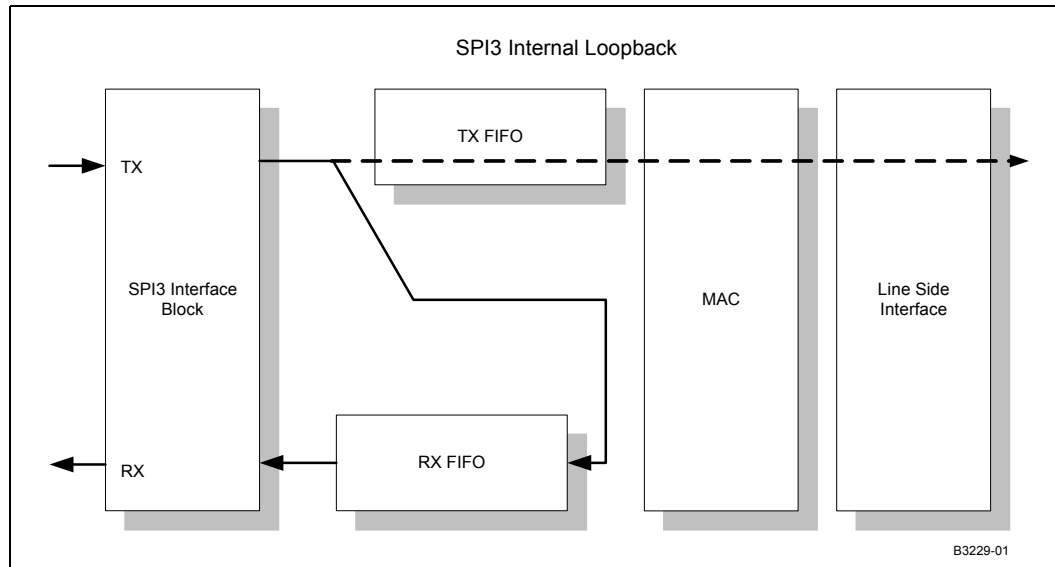 SPI3 Internal Loopback
TX FIFO
TX
SPI3 Interface
Block
MAC
Line Side
Interface
RX FIFO
RX
B3229-01